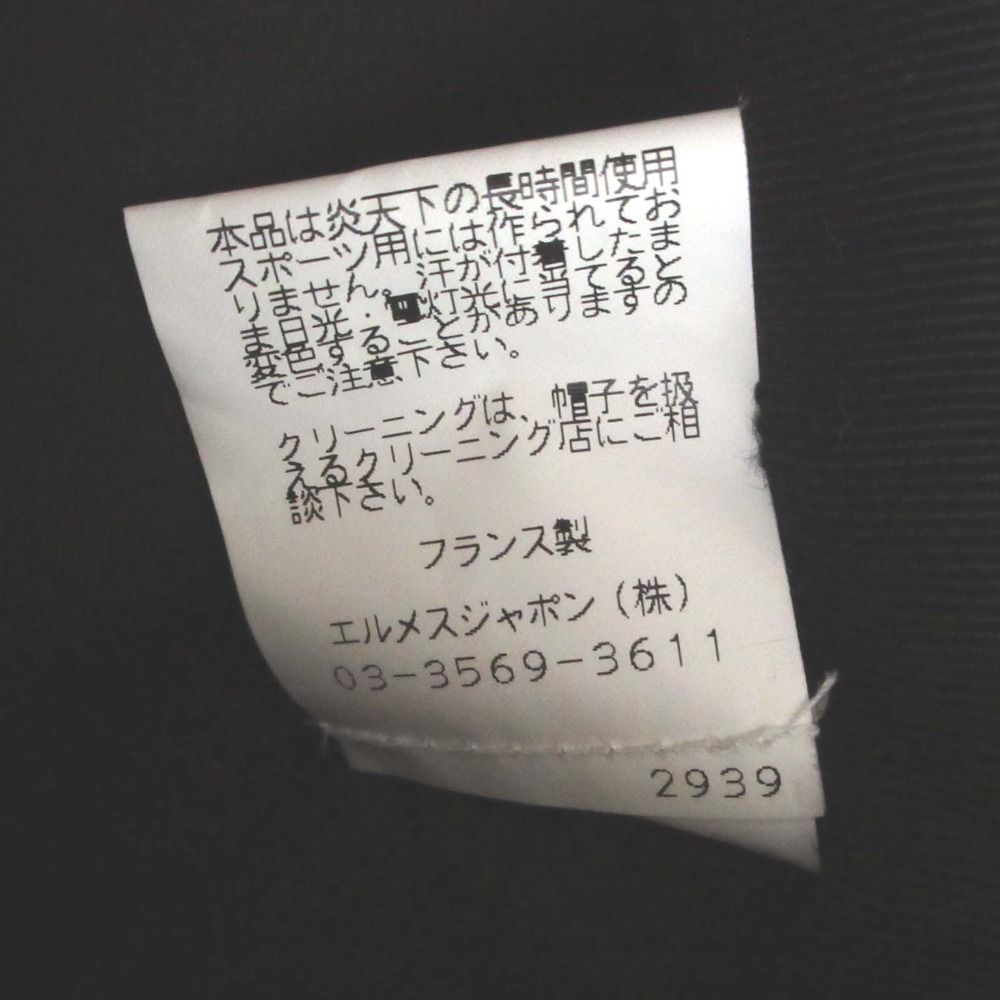 本品は炎天下の長時間使用
スポーツ用には作られてお
りません。汗が付着したまま
ま日光・電灯光に当てると
変色することがあります
でご注意下さい。
クリーニングは、帽子を扱
えるクリーニング店にご相
談下さい。
フランス製
エルメスジャポン(株)
03-3569-3611
2939